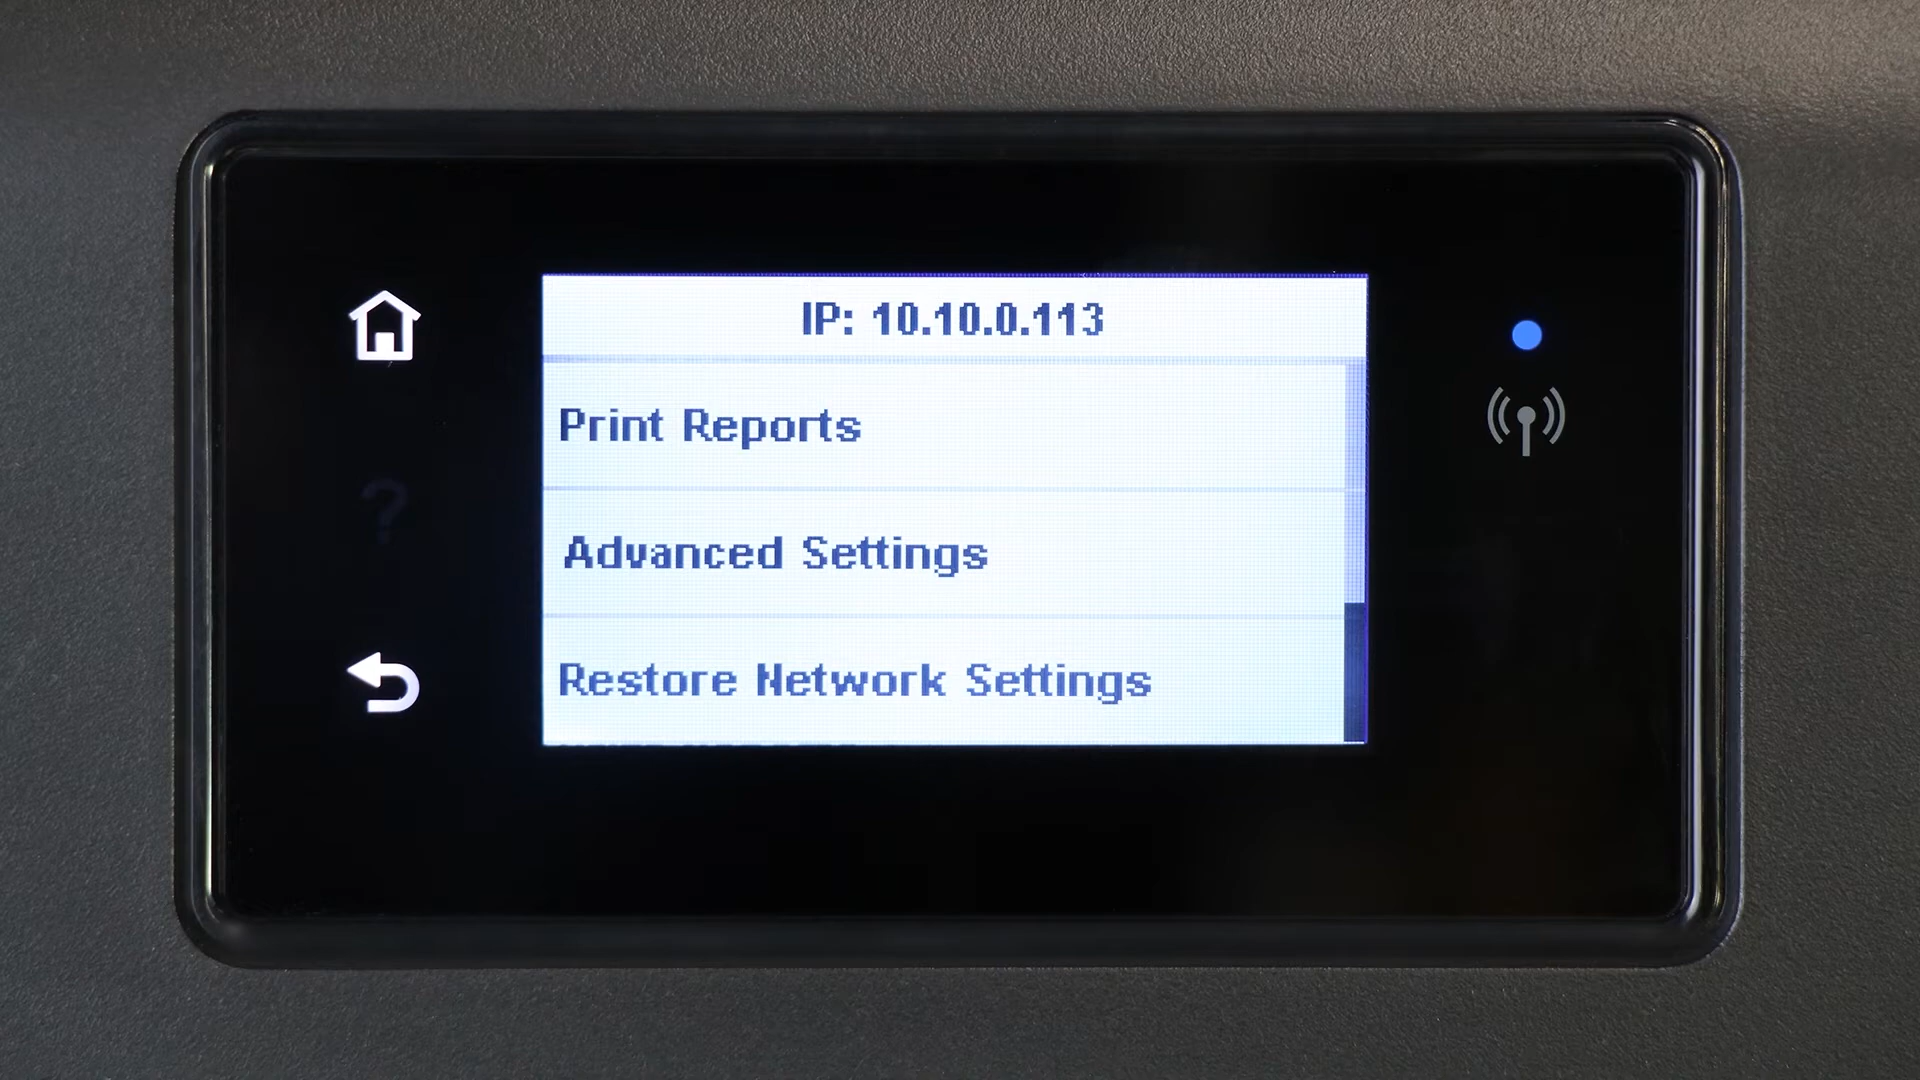 IP: 10.10.0.113
Print Reports
Advanced Settings
Restore Network Settings
?